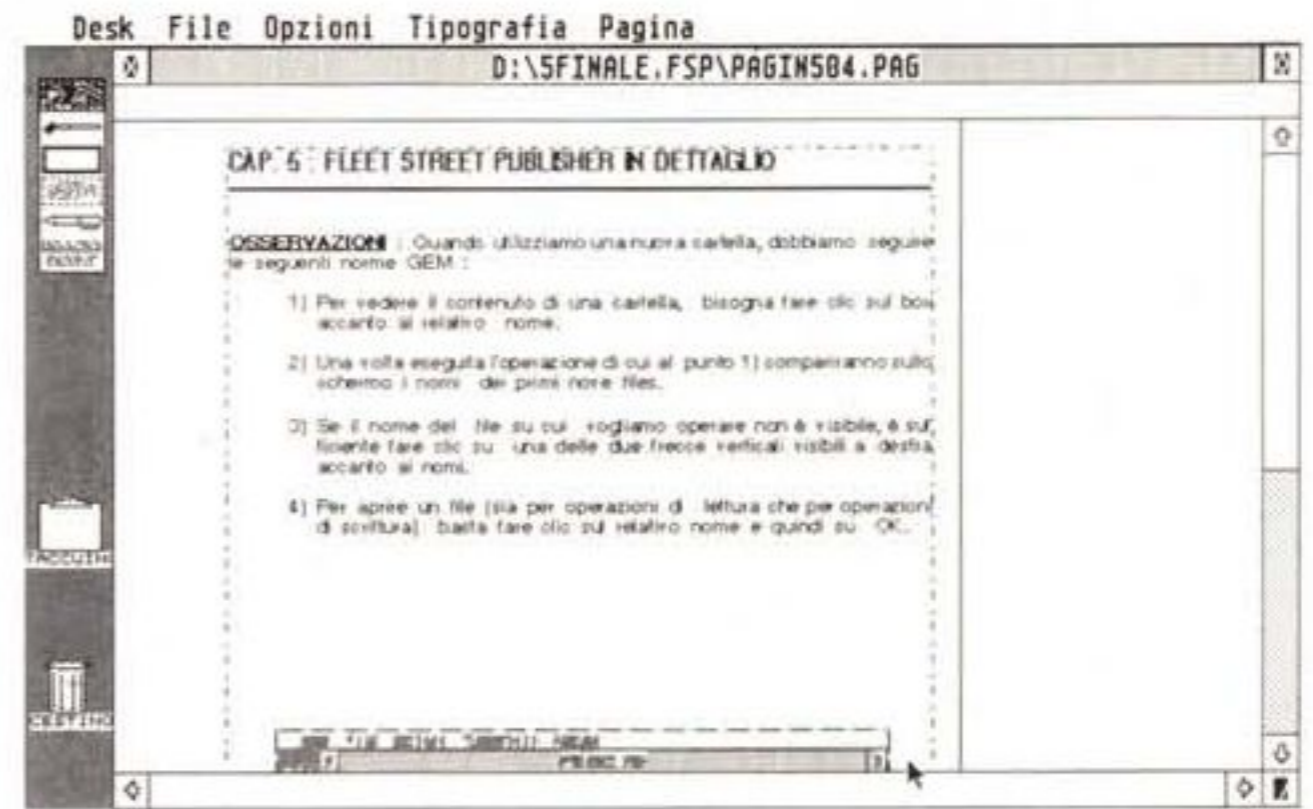 Desk File Opzioni Tipografia Pagina
D:\5FINALE.FSP\PAGIN504.PAG
CAP. 5 : FLEET STREET PUBLISHER IN DETTAGLIO
OSSERVAZIONI : Quando utilizziamo una nuova cartella, dobbiamo seguire
le seguenti norme GEM :
1) Per vedere il contenuto di una cartella, bisogna fare clic sul box
accanto al relativo nome.
2) Una volta eseguita l'operazione di cui al punto 1) compariranno sullo
schermo i nomi dei primi nove files.
3) Se il nome del file su cui vogliamo operare non è visibile, è suf
ficiente fare clic su una delle due frecce verticali visibili a destra
accanto ai nomi.
4) Per aprire un file (sia per operazioni di lettura che per operazioni
di scrittura) basta fare clic sul relativo nome e quindi su OK.
TACCUIN
CESTINO